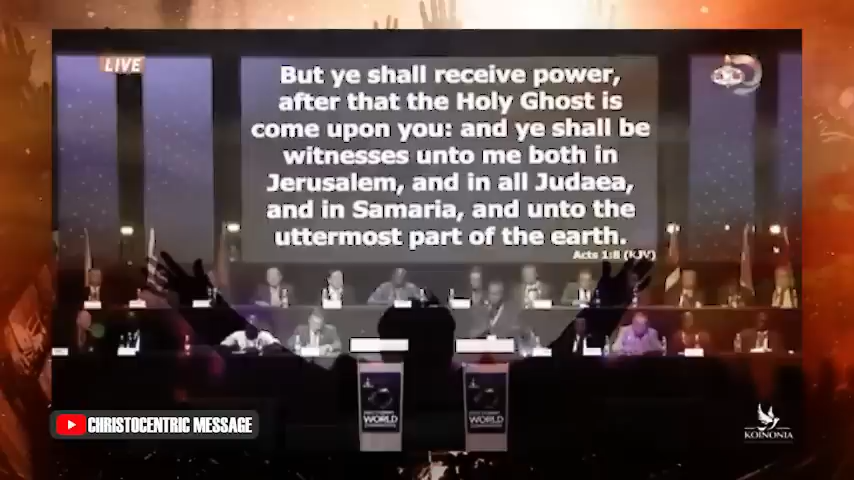 LIVE
But ye shall receive power,
after that the Holy Ghost is
come upon you: and ye shall be
witnesses unto me both in
Jerusalem, and in all Judaea,
and in Samaria, and unto the
uttermost part of the earth.
Acts 1:8 (KJV)
WORLD
WORLD
CHRISTOCENTRIC MESSAGE
KOINONIA